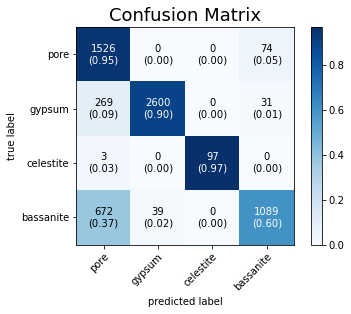 Confusion Matrix
pore 1526 0 0 74
(0.95) (0.00) (0.00) (0.05)
gypsum 269 2600 0 31
(0.09) (0.90) (0.00) (0.01)
celestite 3 0 97 0
(0.03) (0.00) (0.97) (0.00)
bassanite 672 39 0 1089
(0.37) (0.02) (0.00) (0.60)
true label
pore gypsum celestite bassanite
predicted label
0.8
0.6
0.4
0.2
0.0